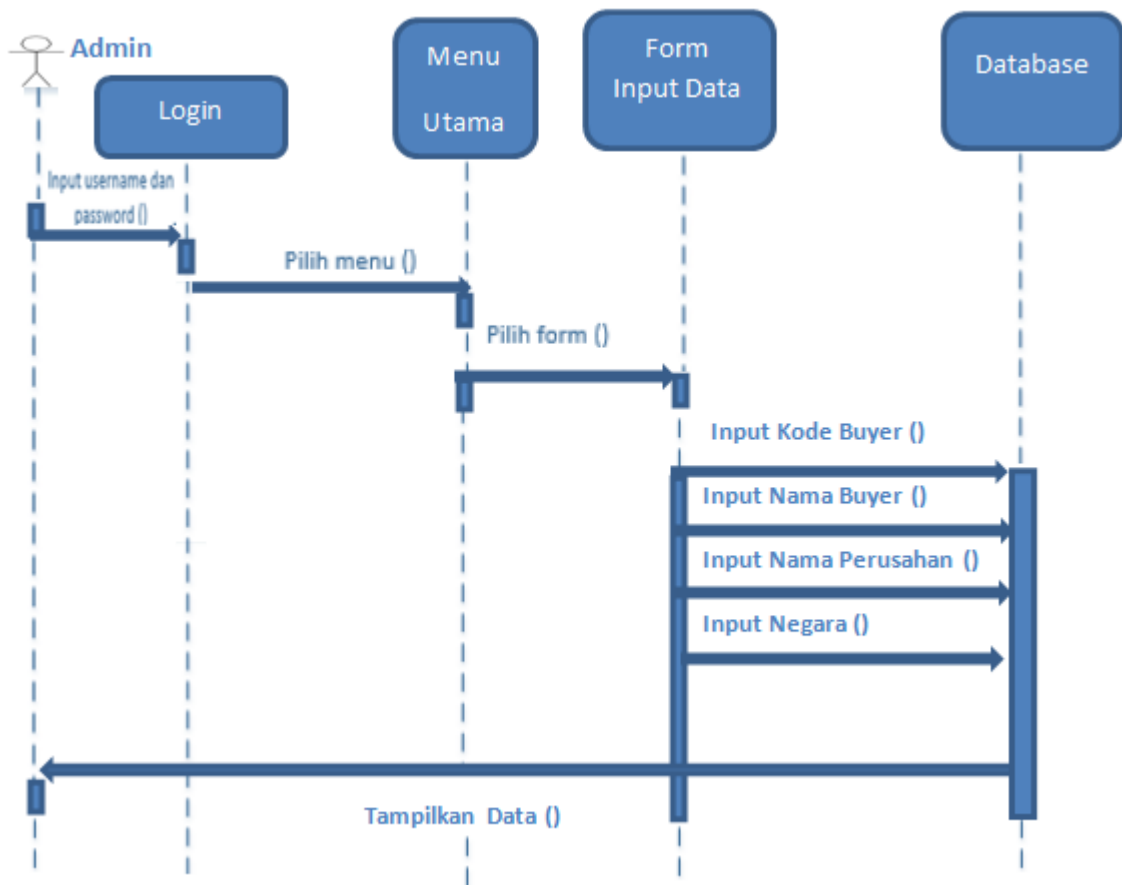 Admin
Login
Menu
Utama
Form
Input Data
Database
Input username dan
password ()
Pilih menu ()
Pilih form ()
Input Kode Buyer ()
Input Nama Buyer ()
Input Nama Perusahan ()
Input Negara ()
Tampilkan Data ()